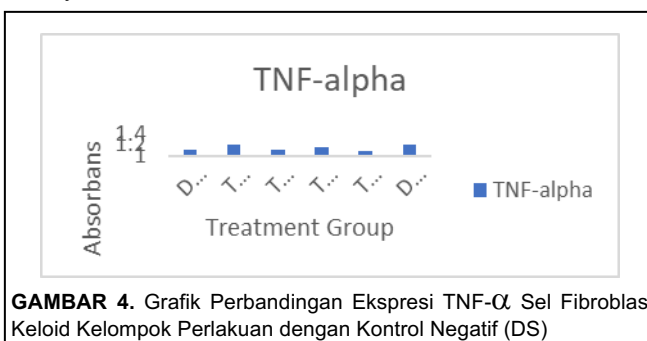 TNF-alpha
1.4
1.2
1
Absorbans
D... T... T... T... T... D...
TNF-alpha
Treatment Group
GAMBAR 4. Grafik Perbandingan Ekspresi TNF-α Sel Fibroblas
Keloid Kelompok Perlakuan dengan Kontrol Negatif (DS)